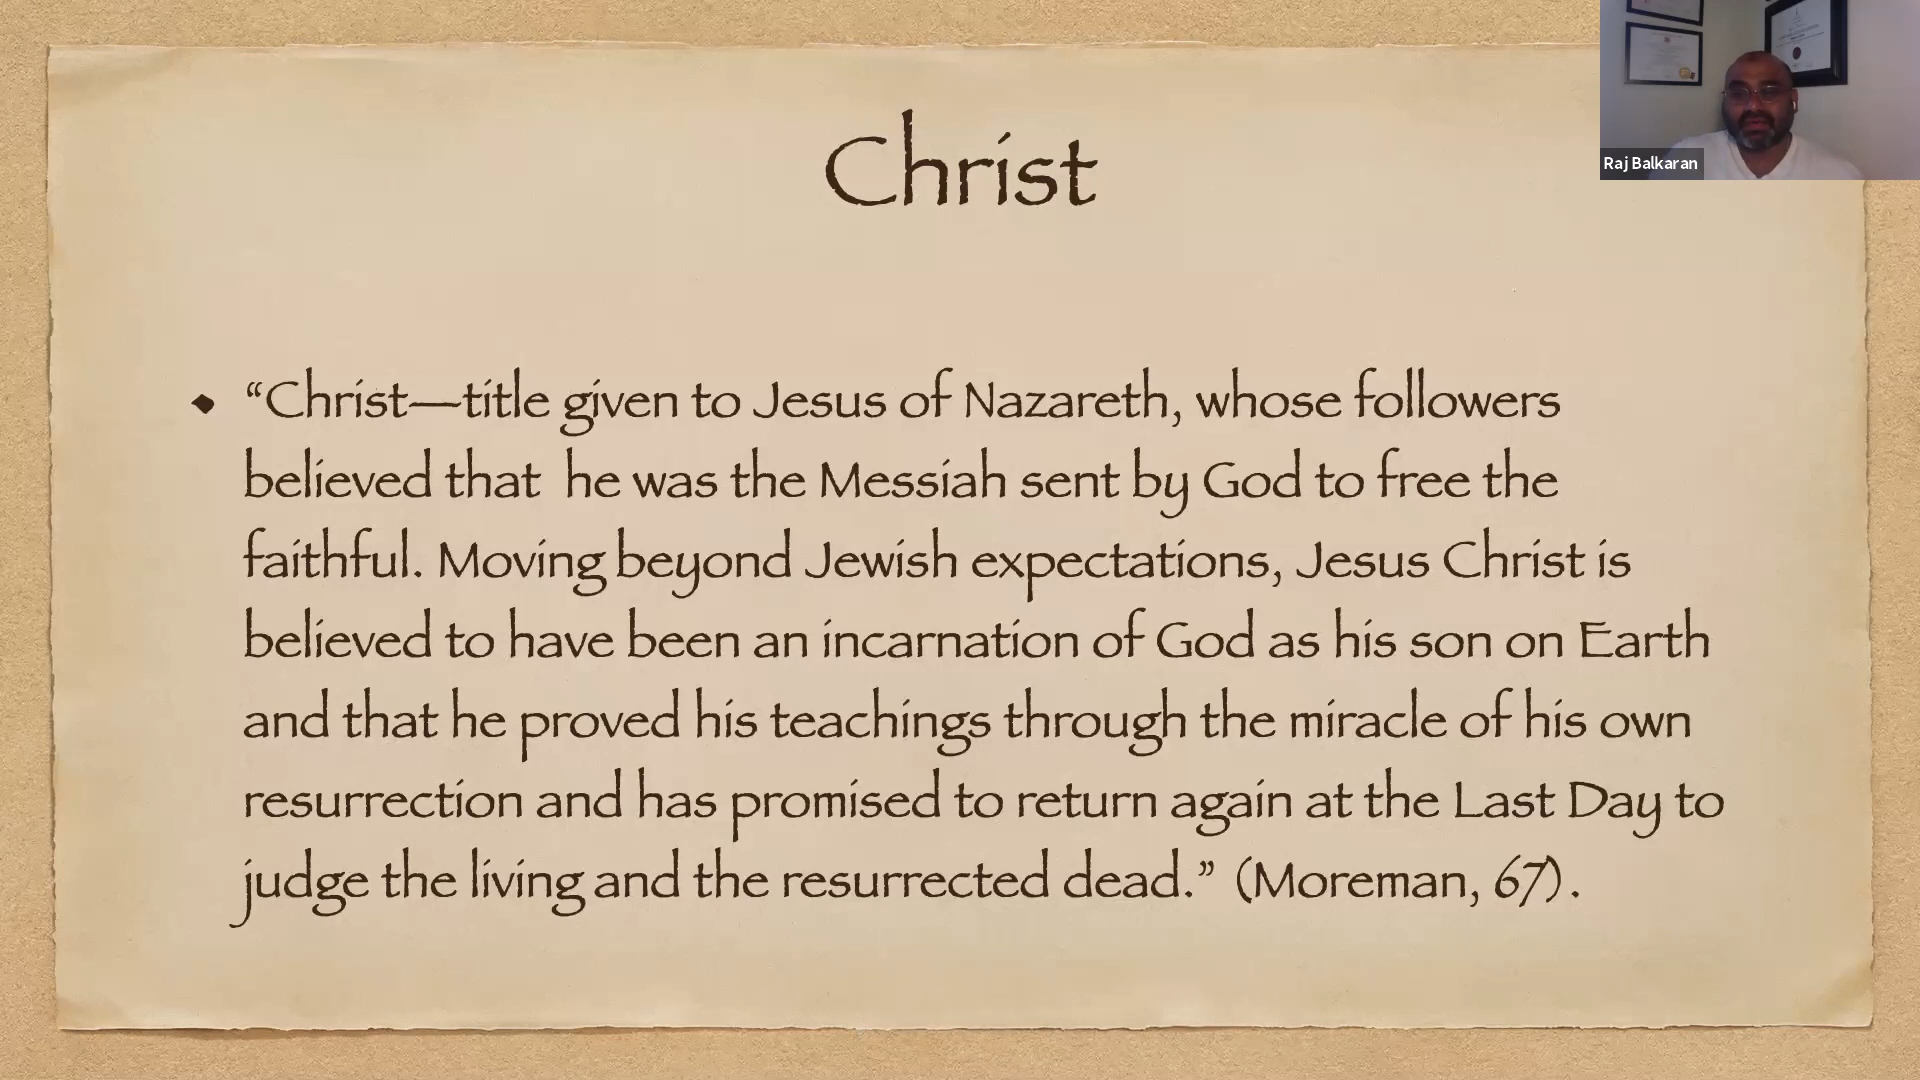 Christ
Raj Balkaran
“Christ—title given to Jesus of Nazareth, whose followers
believed that he was the Messiah sent by God to free the
faithful. Moving beyond Jewish expectations, Jesus Christ is
believed to have been an incarnation of God as his son on Earth
and that he proved his teachings through the miracle of his own
resurrection and has promised to return again at the Last Day to
judge the living and the resurrected dead.” (Moreman, 67).